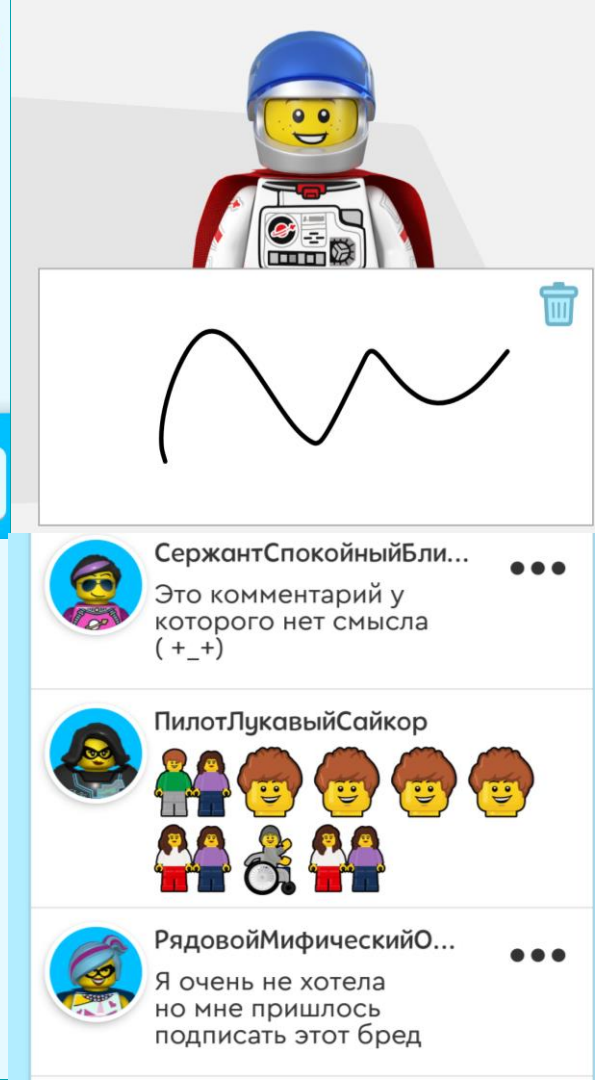 СержантСпокойныйБли...
Это комментарий у
которого нет смысла
( +_+)
ПилотЛукавыйСайкор
РядовойМифическийО...
Я очень не хотела
но мне пришлось
подписать этот бред